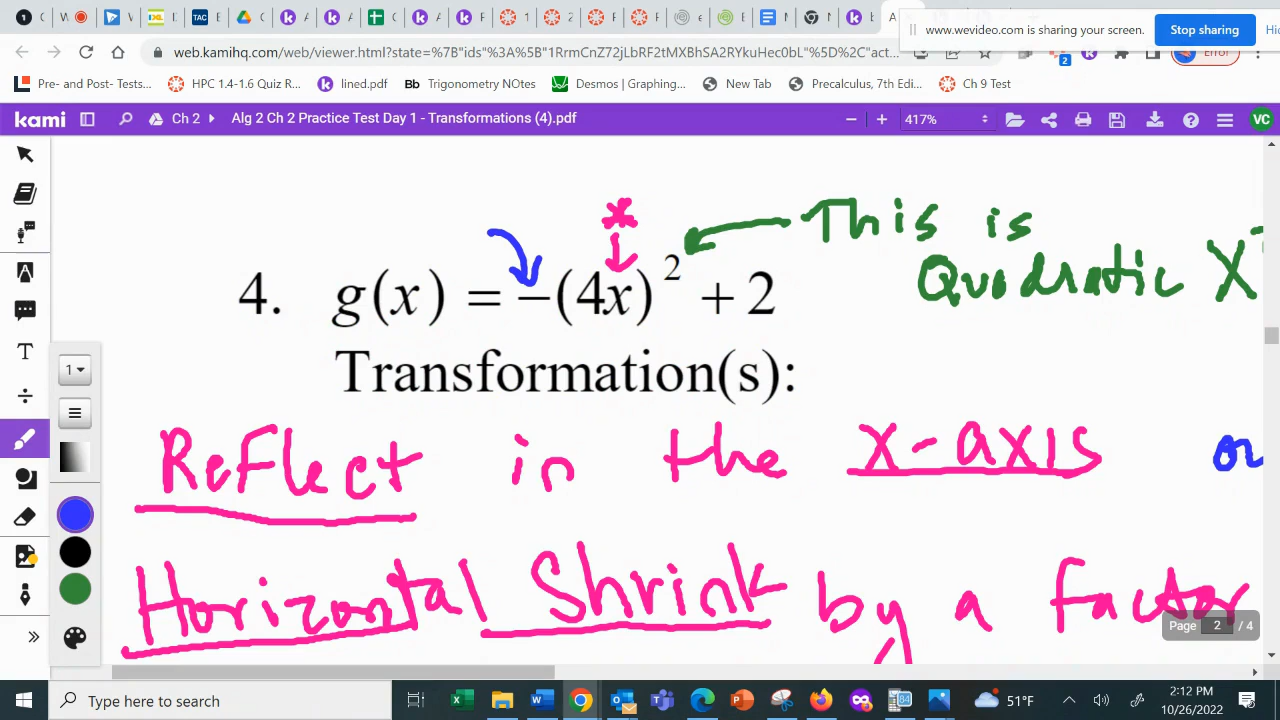 www.wevideo.com is sharing your screen. Stop sharing
web.kamihq.com/web/viewer.html?state=%7B"ids"%3A%5B"1RrmCnZ72jLbRF2tMXBhSA2RYkuHec0bL"%5D%2C"act...
Error
Pre- and Post- Tests... HPC 1.4-1.6 Quiz R... lined.pdf Bb Trigonometry NOtes Desmos | Graphing... New Tab Precalculus, 7th Edi... Ch 9 Test
kami Ch 2 Alg 2 Ch 2 Practice Test Day 1 - Transformations (4).pdf 417% VC
* This is
Quadratic X
4. g(x) = −(4x)² + 2
Transformation(s):
1
Reflect in the x-axis
Horizontal Shrink by a factor
Page 2 / 4
Type here to search 51°F 2:12 PM
10/26/2022